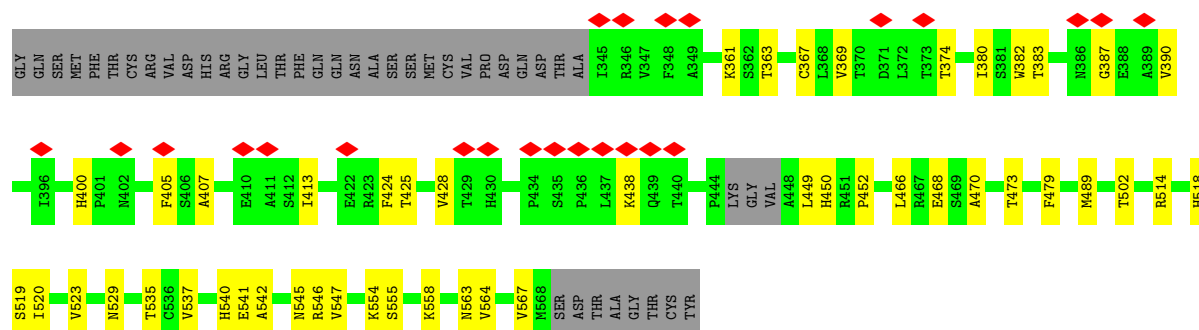 GLY GLN SER MET PHE THR CYS ARG VAL ASP HIS ARG GLY LEU THR PHE GLN GLN ASN ALA SER SER MET CYS VAL PRO ASP GLN ASP THR ALA I345 R346 V347 F348 A349 K361 S362 T363 C367 L368 V369 T370 D371 L372 T373 T374 I380 S381 W382 T383 N386 G387 E388 A389 V390
I396 H400 P401 N402 F405 S406 A407 E410 A411 S412 I413 E422 R423 F424 T425 V428 T429 H430 P434 S435 P436 L437 K438 Q439 T440 P444 LYS GLY VAL A448 L449 H450 R451 P452 L466 R467 E468 S469 A470 T473 F479 M489 T502 R514 H518
S519 I520 V523 N529 T535 C536 V537 H540 E541 A542 N545 R546 V547 K554 S555 K558 N563 V564 V567 M568 SER ASP THR ALA GLY THR CYS TYR